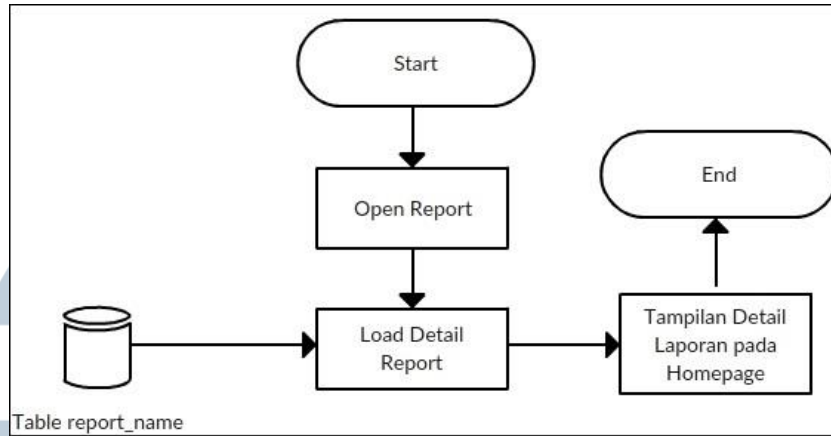 Start
Open Report
End
Load Detail
Report
Tampilan Detail
Laporan pada
Homepage
Table report_name